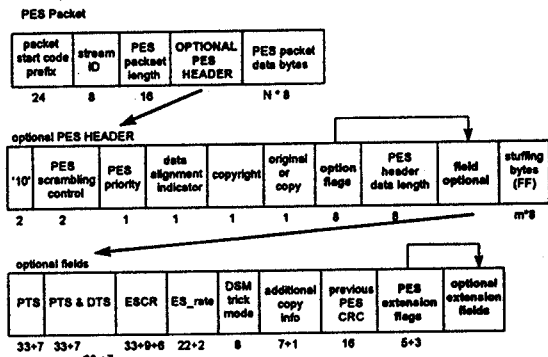 PES Packet
packet start code prefix
stream ID
PES packset length
OPTIONAL PES HEADER
PES packet data bytes
24 8 16 N * 8
optional PES HEADER
'10'
PES scrambling control
PES priority
data alignment indicator
copyright
original or copy
option flags
PES header data length
field optional
stuffing bytes (FF)
2 2 1 1 1 1 8 8 m*8
optional fields
PTS
PTS & DTS
ESCR
ES_rate
DSM trick mode
additional copy info
previous PES CRC
PES extension flegs
optional extension fields
33+7 33+7 33+9+6 22+2 8 7+1 16 5+3